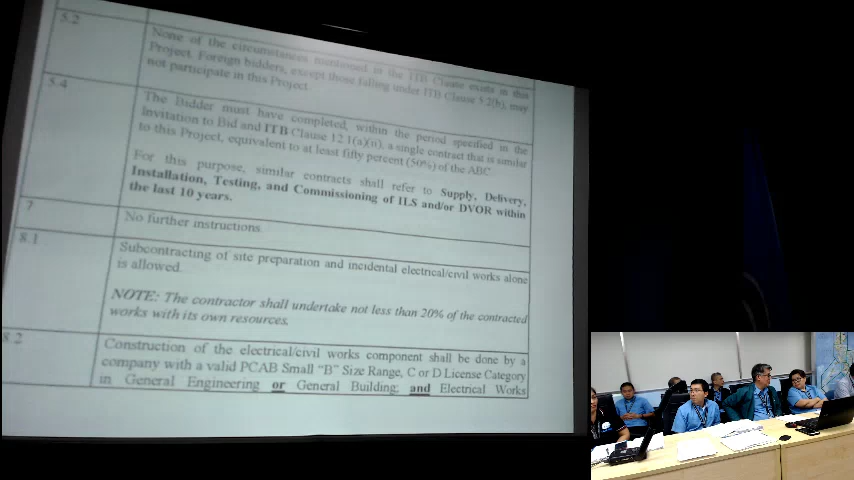 5.2
None of the circumstances mentioned in the ITB Clause exists in this
Project. Foreign bidders, except those falling under ITB Clause 5.2(b), may
not participate in this Project.
5.4
The Bidder must have completed, within the period specified in the
Invitation to Bid and ITB Clause 12.1(a)(ii), a single contract that is similar
to this Project, equivalent to at least fifty percent (50%) of the ABC.
For this purpose, similar contracts shall refer to Supply, Delivery,
Installation, Testing, and Commissioning of ILS and/or DVOR within
the last 10 years.
7
No further instructions.
8.1
Subcontracting of site preparation and incidental electrical/civil works alone
is allowed.
NOTE: The contractor shall undertake not less than 20% of the contracted
works with its own resources.
8.2
Construction of the electrical/civil works component shall be done by a
company with a valid PCAB Small “B” Size Range, C or D License Category
in General Engineering or General Building; and Electrical Works